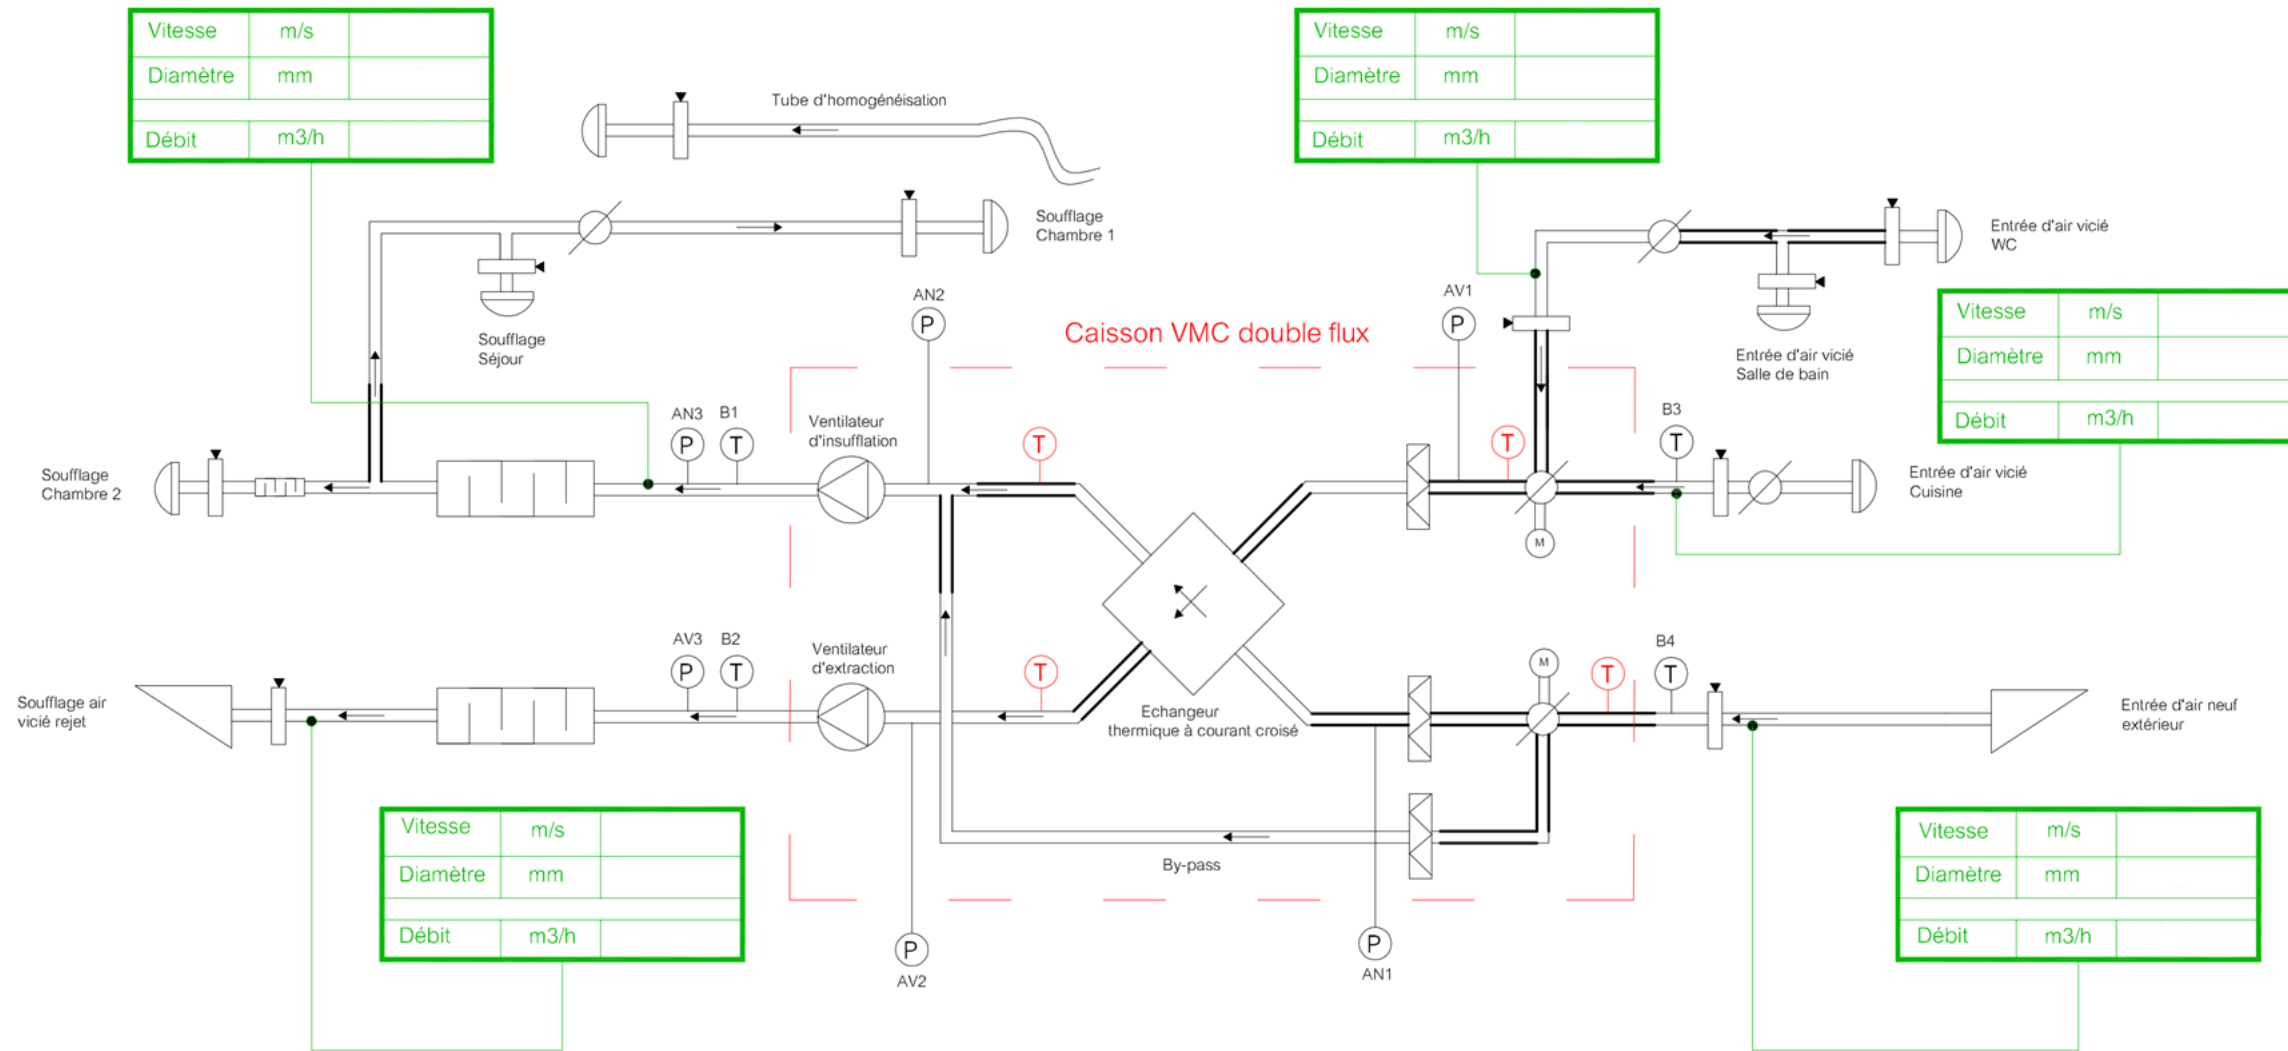 Vitesse m/s
Diamètre mm
Débit m3/h
Vitesse m/s
Diamètre mm
Débit m3/h
Tube d'homogénéisation
Soufflage
Chambre 1
Entrée d'air vicié
WC
Soufflage
Séjour
AN2
AV1
Caisson VMC double flux
Entrée d'air vicié
Salle de bain
Vitesse m/s
Diamètre mm
Débit m3/h
P
P
AN3 B1
P T
Ventilateur
d'insufflation
T
T
B3
T
Soufflage
Chambre 2
Entrée d'air vicié
Cuisine
M
AV3 B2
P T
Ventilateur
d'extraction
T
M
T
B4
T
Soufflage air
vicié rejet
Echangeur
thermique à courant croisé
Entrée d'air neuf
extérieur
By-pass
Vitesse m/s
Diamètre mm
Débit m3/h
Vitesse m/s
Diamètre mm
Débit m3/h
P
AV2
P
AN1